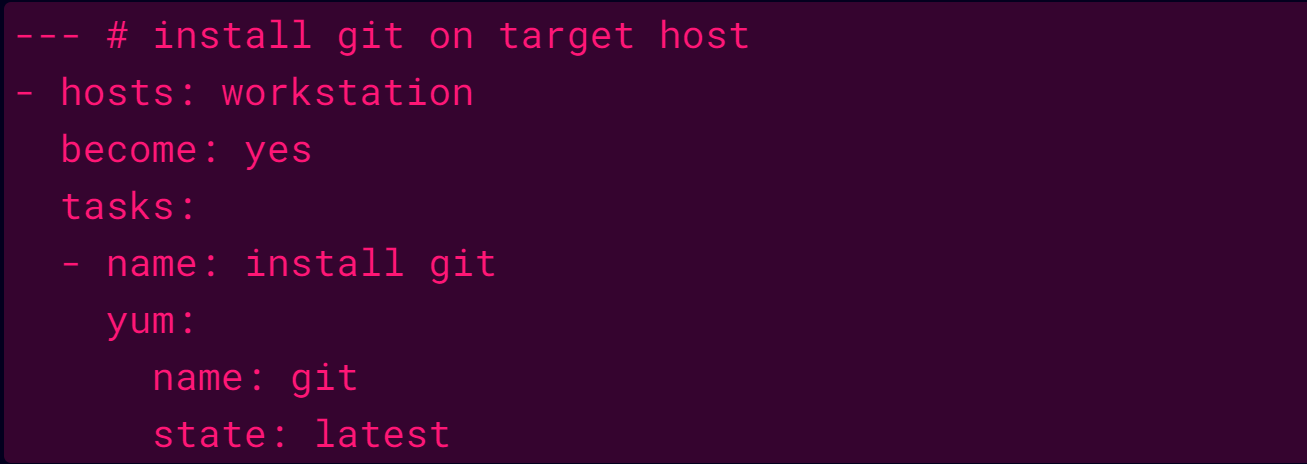 --- # install git on target host
- hosts: workstation
  become: yes
  tasks:
  - name: install git
    yum:
      name: git
      state: latest